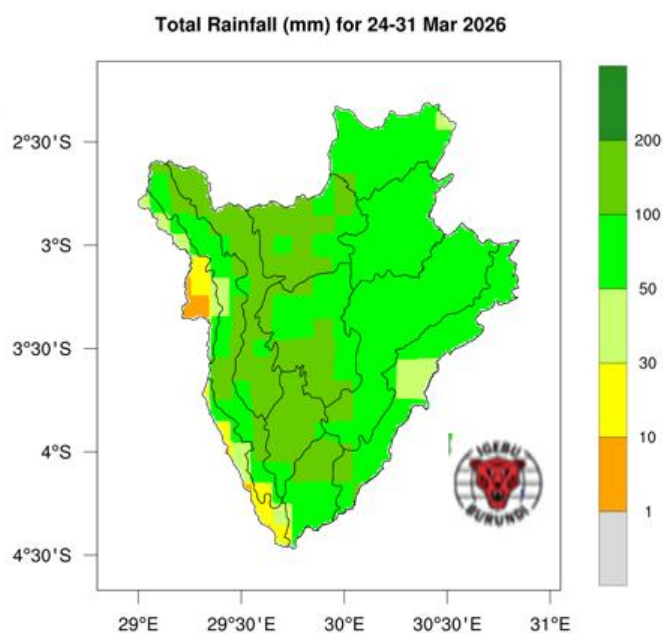 Total Rainfall (mm) for 24-31 Mar 2026
2°30'S
3°S
3°30'S
4°S
4°30'S
29°E
29°30'E
30°E
30°30'E
31°E
200
100
50
30
10
1
IGEBU
BURUNDI